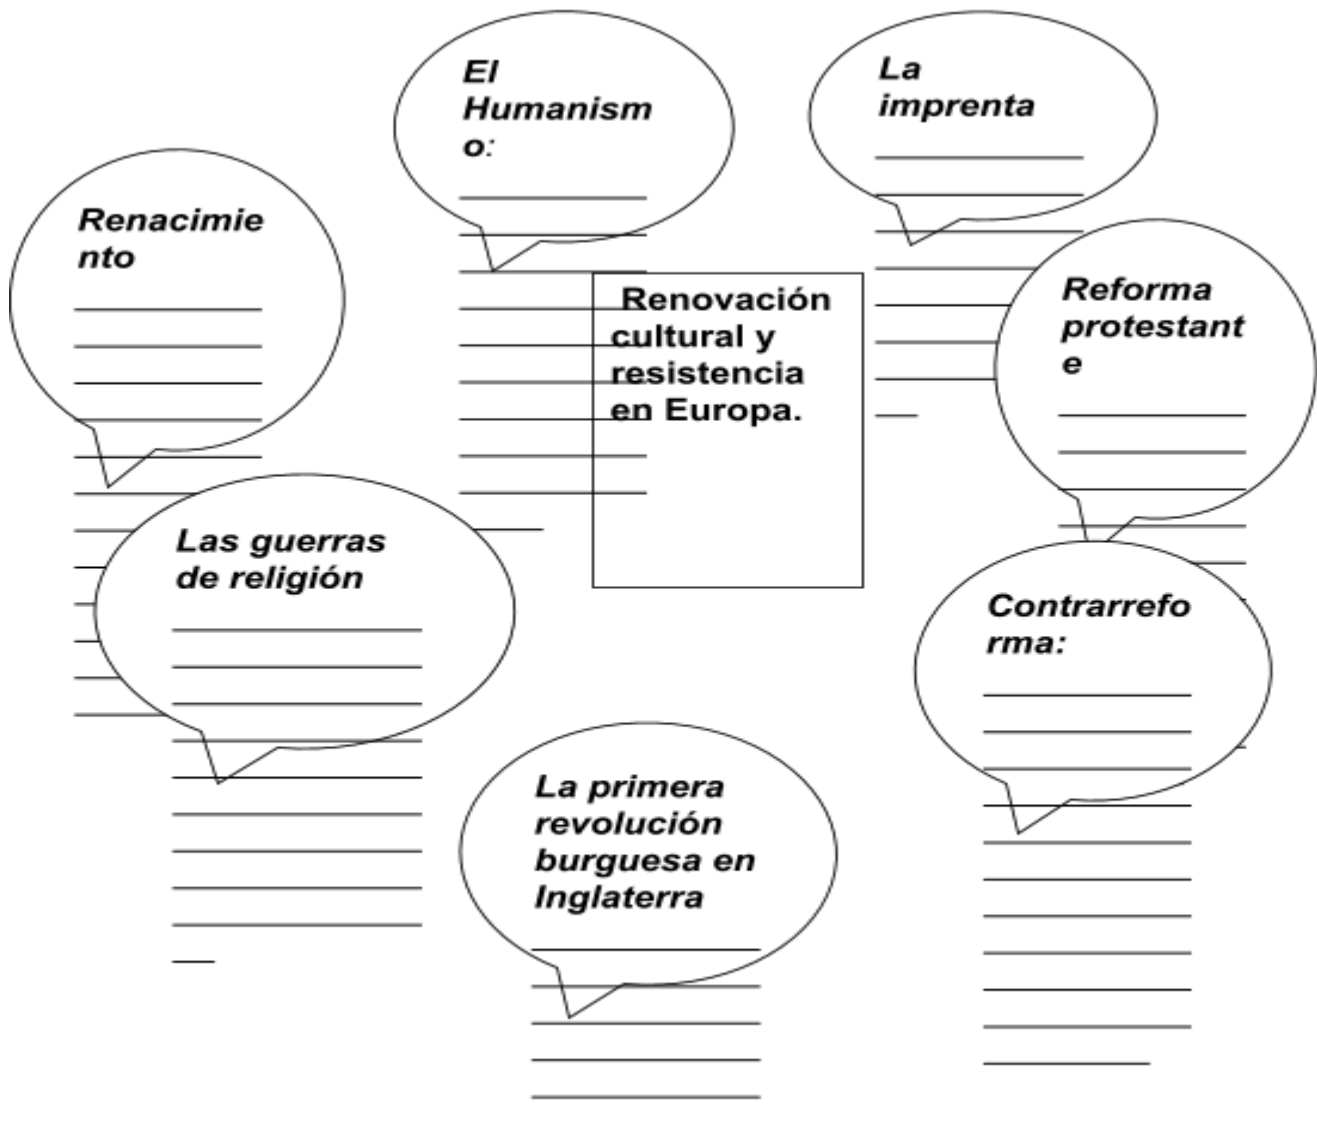 El
Humanism
o:
La
imprenta
Renacimie
nto
Renovación
cultural y
resistencia
en Europa.
Reforma
protestant
e
Las guerras
de religión
Contrarrefo
rma:
La primera
revolución
burguesa en
Inglaterra